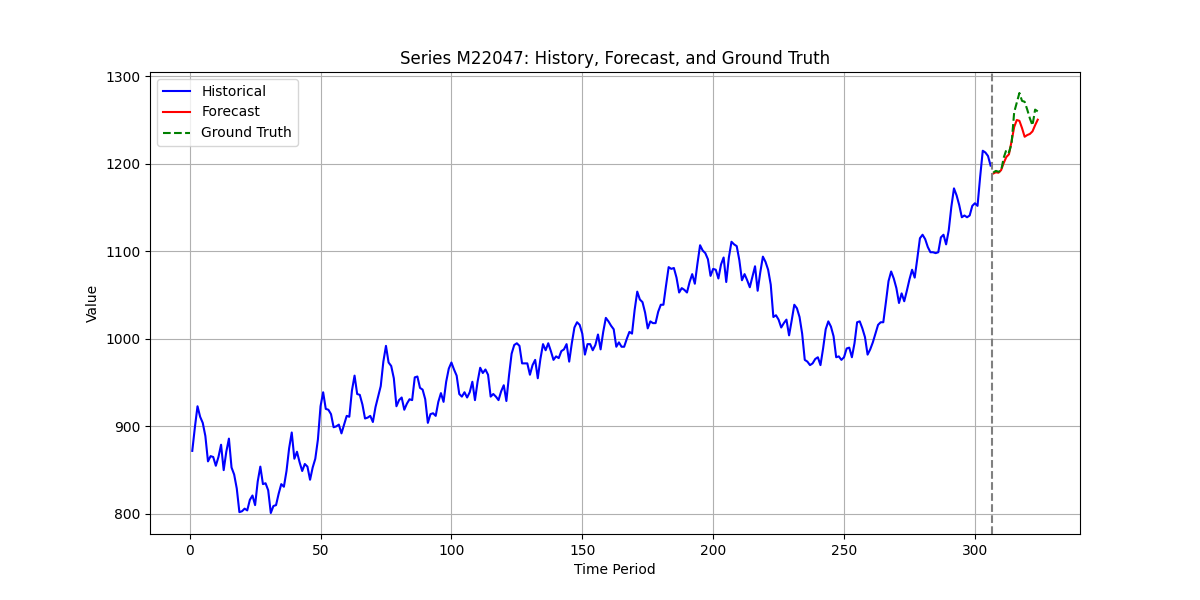 Series M22047: History, Forecast, and Ground Truth
Historical
Forecast
Ground Truth
1300
1200
1100
1000
900
800
Value
0 50 100 150 200 250 300
Time Period